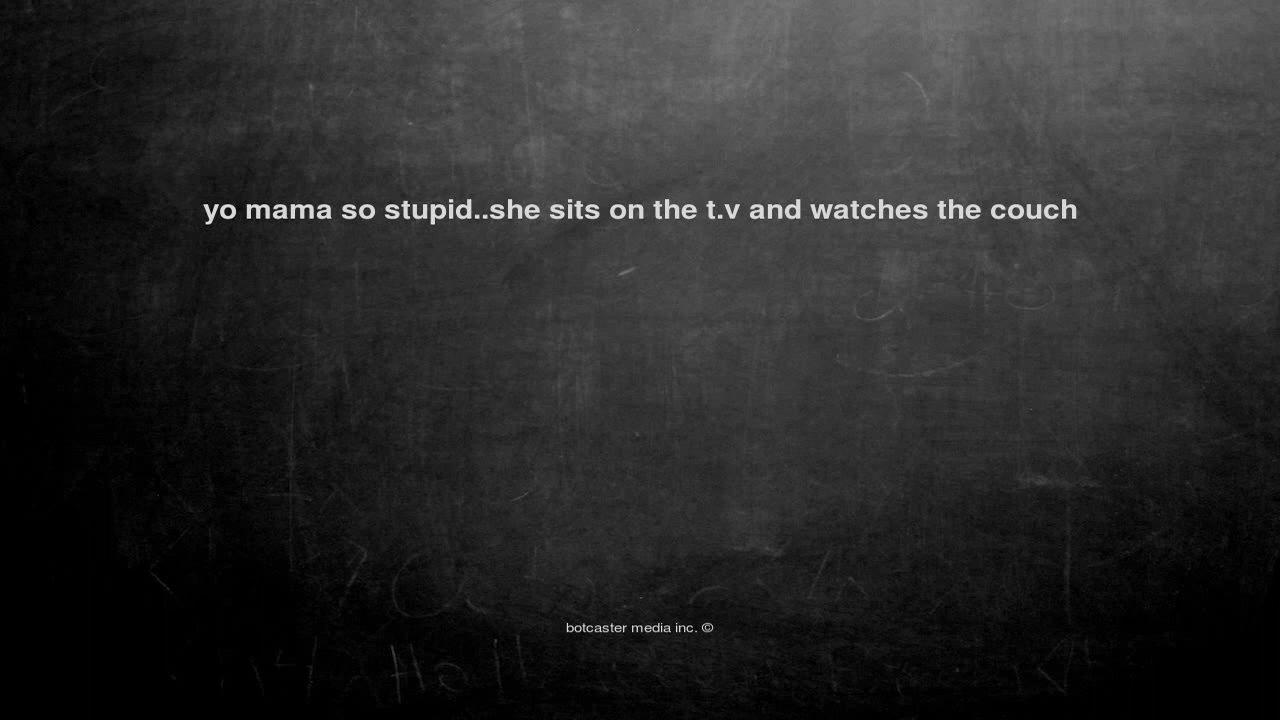 yo mama so stupid..she sits on the t.v and watches the couch
botcaster media inc. ©